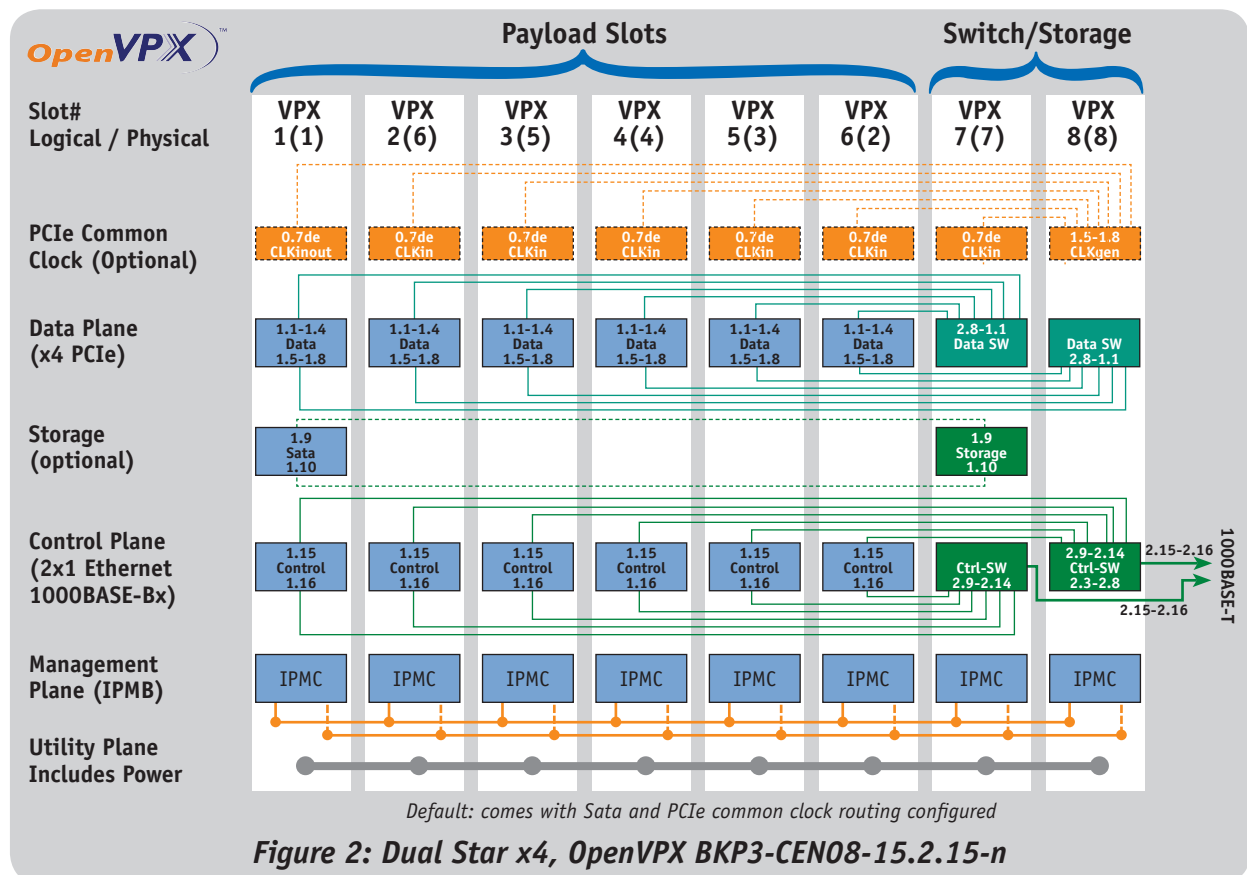 OpenVPX™
Payload Slots
Switch/Storage
Slot#
Logical / Physical
VPX
1(1)
VPX
2(6)
VPX
3(5)
VPX
4(4)
VPX
5(3)
VPX
6(2)
VPX
7(7)
VPX
8(8)
PCIe Common
Clock (Optional)
0.7de
CLKinout
0.7de
CLKin
0.7de
CLKin
0.7de
CLKin
0.7de
CLKin
0.7de
CLKin
0.7de
CLKin
1.5-1.8
CLXgen
Data Plane
(x4 PCIe)
1.1-1.4
Data
1.5-1.8
1.1-1.4
Data
1.5-1.8
1.1-1.4
Data
1.5-1.8
1.1-1.4
Data
1.5-1.8
1.1-1.4
Data
1.5-1.8
1.1-1.4
Data
1.5-1.8
2.8-1.1
Data SW
Data SW
2.8-1.1
Storage
(optional)
1.9
Sata
1.10
1.9
Storage
1.10
Control Plane
(2x1 Ethernet
1000BASE-Bx)
1.15
Control
1.16
1.15
Control
1.16
1.15
Control
1.16
1.15
Control
1.16
1.15
Control
1.16
1.15
Control
1.16
Ctrl-SW
2.9-2.14
2.9-2.14
Ctrl-SW
2.3-2.8
2.15-2.16
2.15-2.16
1000BASE-T
Management
Plane (IPMB)
IPMC
IPMC
IPMC
IPMC
IPMC
IPMC
IPMC
IPMC
Utility Plane
Includes Power
Default: comes with Sata and PCIe common clock routing configured
Figure 2: Dual Star x4, OpenVPX BKP3-CEN08-15.2.15-n